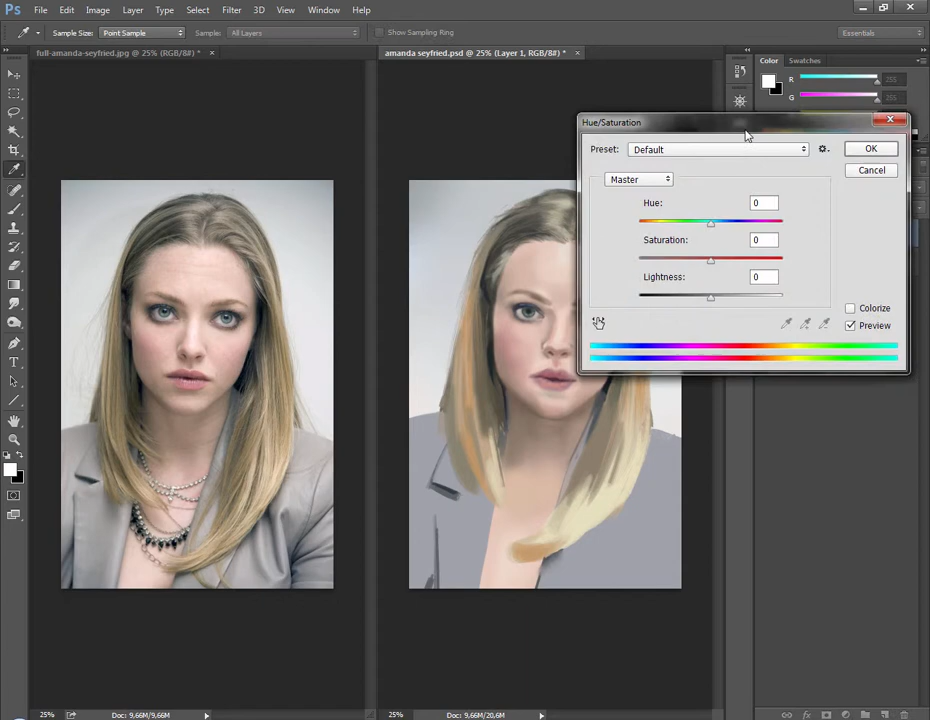 Ps File Edit Image Layer Type Select Filter 3D View Window Help
Sample Size: Point Sample Samples: All Layers Show Sampling Ring Essentials
full-amanda-seyfried.jpg @ 25% (RGB/8#) * × amanda seyfried.psd @ 25% (Layer 1, RGB/8#) * ×
Color Swatches
R 255
G 255
Hue/Saturation
Preset: Default OK
Cancel
Master
Hue: 0
Saturation: 0
Lightness: 0
Colorize
Preview
25% Doc: 9,66M/9,66M 25% Doc: 9,66M/20,6M